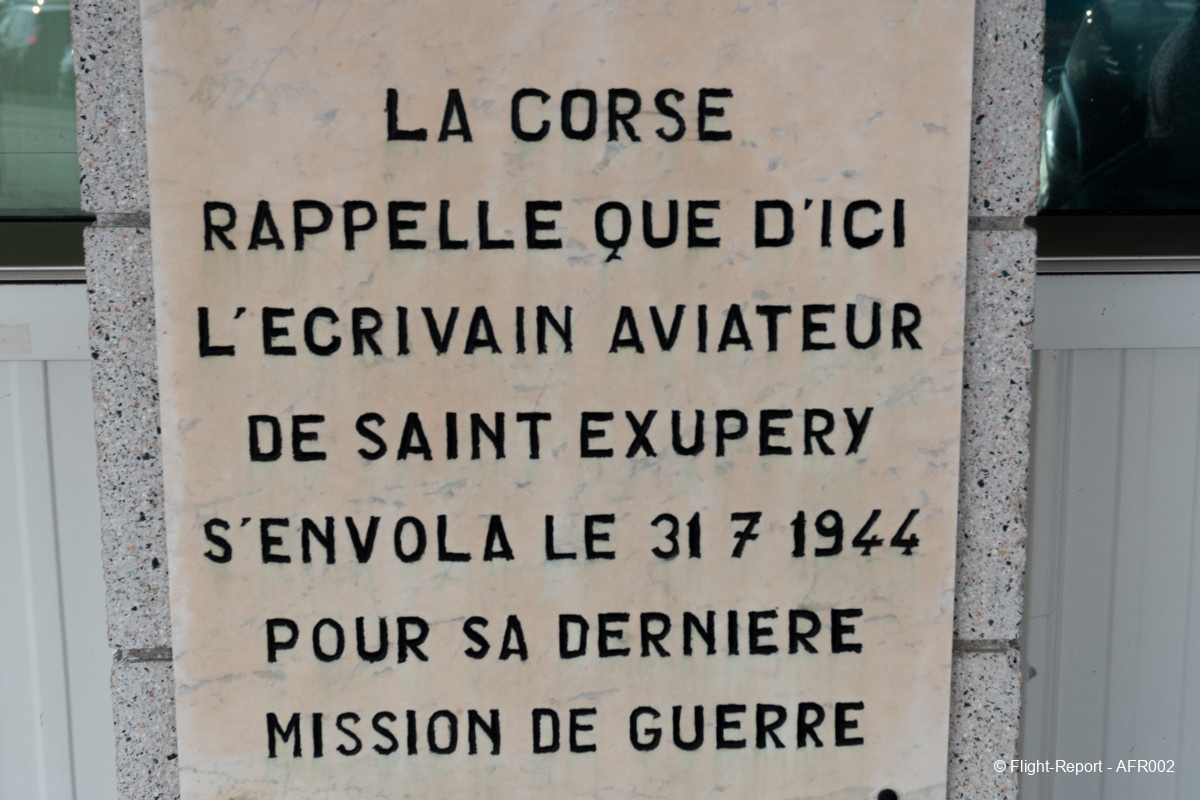 LA CORSE
RAPPELLE QUE D'ICI
L'ECRIVAIN AVIATEUR
DE SAINT EXUPERY
S'ENVOLA LE 31 7 1944
POUR SA DERNIERE
MISSION DE GUERRE
© Flight-Report - AFR002